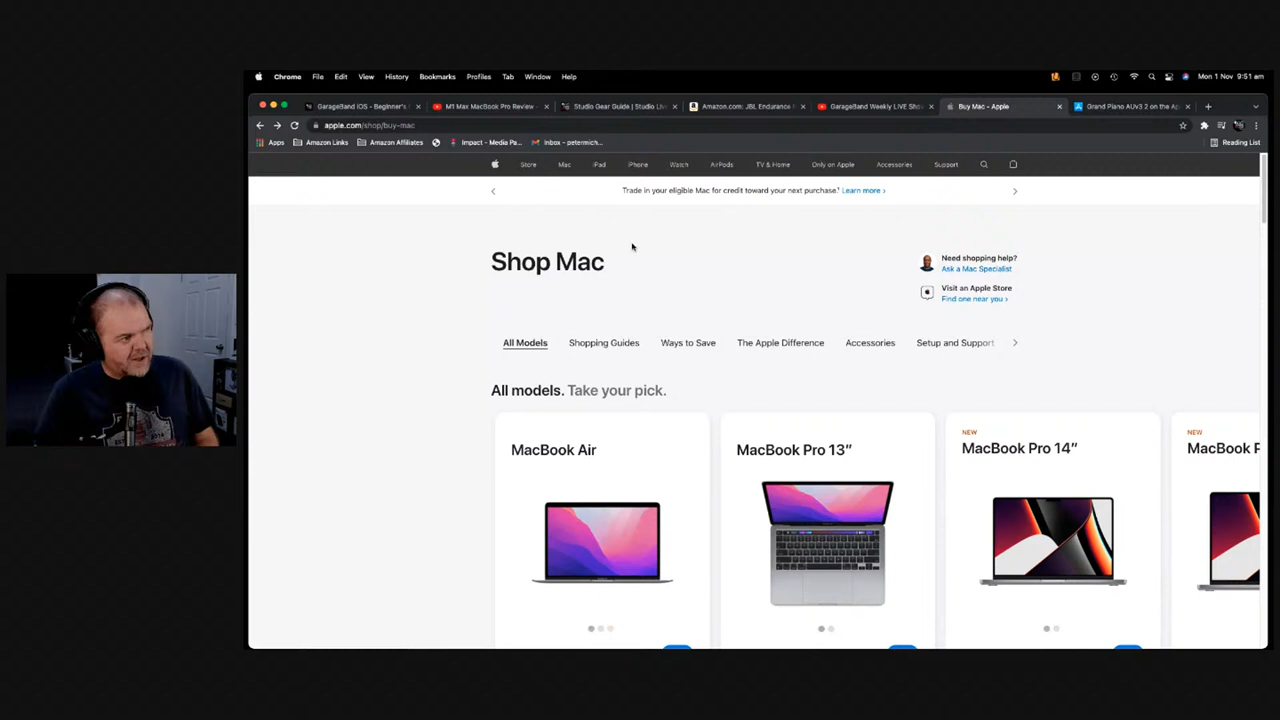 Chrome File Edit View History Bookmarks Profiles Tab Window Help
Mon 1 Nov 9:51 am
GarageBand iOS - Beginner's
M1 Max MacBook Pro Review -
Studio Gear Guide | Studio Live
Amazon.com: JBL Endurance
GarageBand Weekly LIVE Show
Buy Mac - Apple
Grand Piano AUv3 2 on the Ap
apple.com/shop/buy-mac
Apps Amazon Links Amazon Affiliates Impact - Media Pa... Inbox - petermich... Reading List
Store Mac iPad iPhone Watch AirPods TV & Home Only on Apple Accessories Support
Trade in your eligible Mac for credit toward your next purchase.² Learn more ›
Shop Mac
Need shopping help?
Ask a Mac Specialist
Visit an Apple Store
Find one near you ›
All Models Shopping Guides Ways to Save The Apple Difference Accessories Setup and Support
All models. Take your pick.
MacBook Air
MacBook Pro 13”
NEW
MacBook Pro 14”
NEW
MacBook P